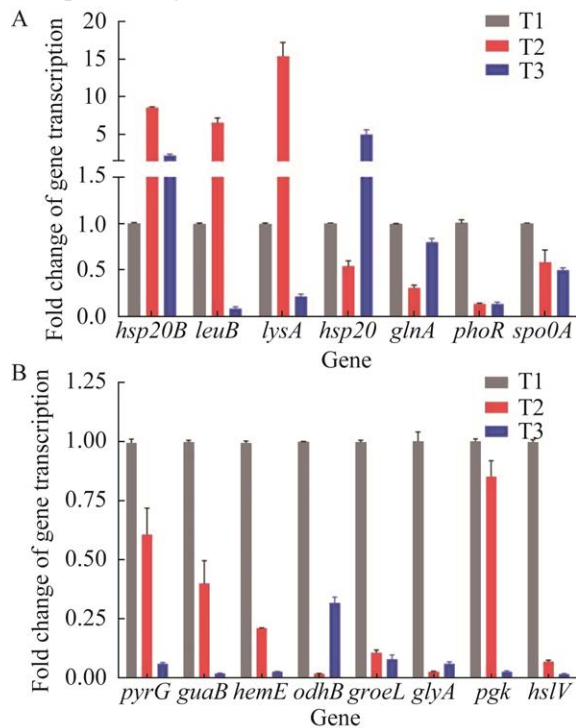 A
T1
T2
T3
Fold change of gene transcription
20
15
10
5
1.5
1.0
0.5
0.0
hsp20B leuB lysA hsp20 glnA phoR spo0A
Gene
B
T1
T2
T3
Fold change of gene transcription
1.25
1.00
0.75
0.50
0.25
0.00
pyrG guaB hemE odhB groeL glyA pgk hslV
Gene